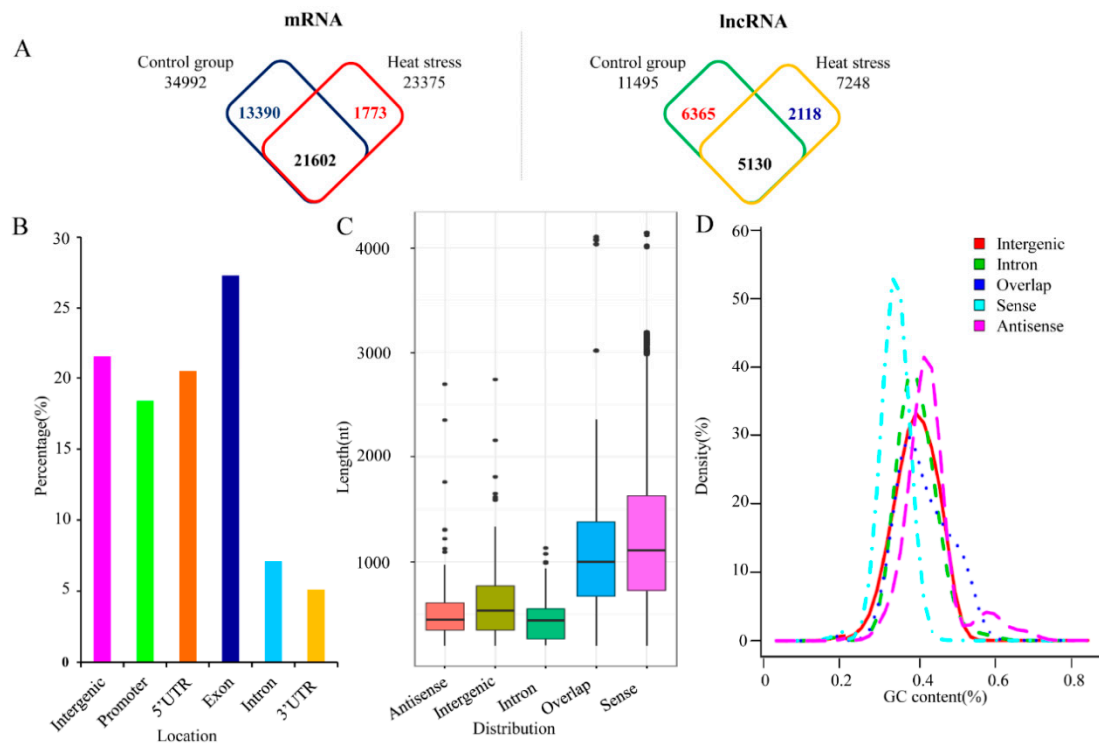 mRNA
lncRNA
A
Control group
34992
Heat stress
23375
Control group
11495
Heat stress
7248
13390
1773
21602
6365
2118
5130
B
30
25
20
15
10
5
0
Percentage(%)
Intergenic
Promoter
5'UTR
Exon
Intron
3'UTR
Location
C
4000
3000
2000
1000
Length(nt)
Antisense
Intergenic
Intron
Overlap
Sense
Distribution
D
60
50
40
30
20
10
0
Density(%)
Intergenic
Intron
Overlap
Sense
Antisense
0
0.2
0.4
0.6
0.8
GC content(%)